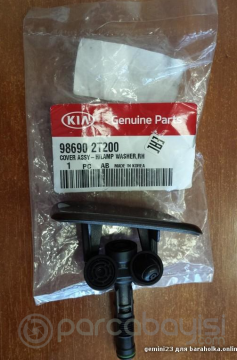 KIA Genuine Parts
98690 2T200
COVER ASSY-H/LAMP WASHER,RH
1 PC AB MADE IN KOREA
parcabayisi
gemini23 для baraholka.onliner